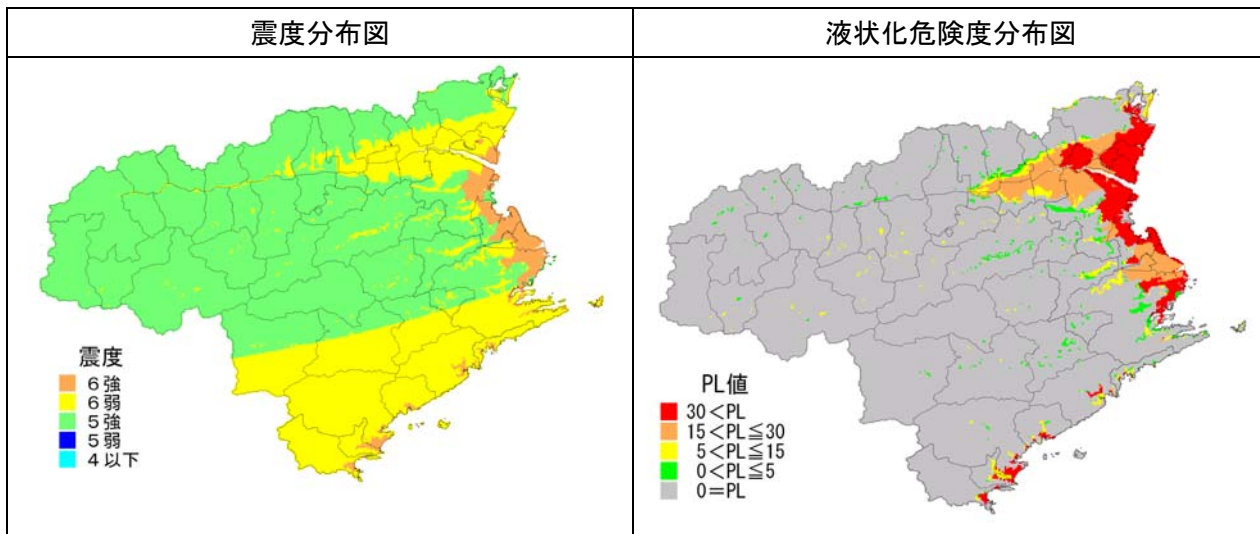 震度分布図
液状化危険度分布図
震度
6強
6弱
5強
5弱
4以下
PL値
30<PL
15<PL≦30
5<PL≦15
0<PL≦5
0=PL